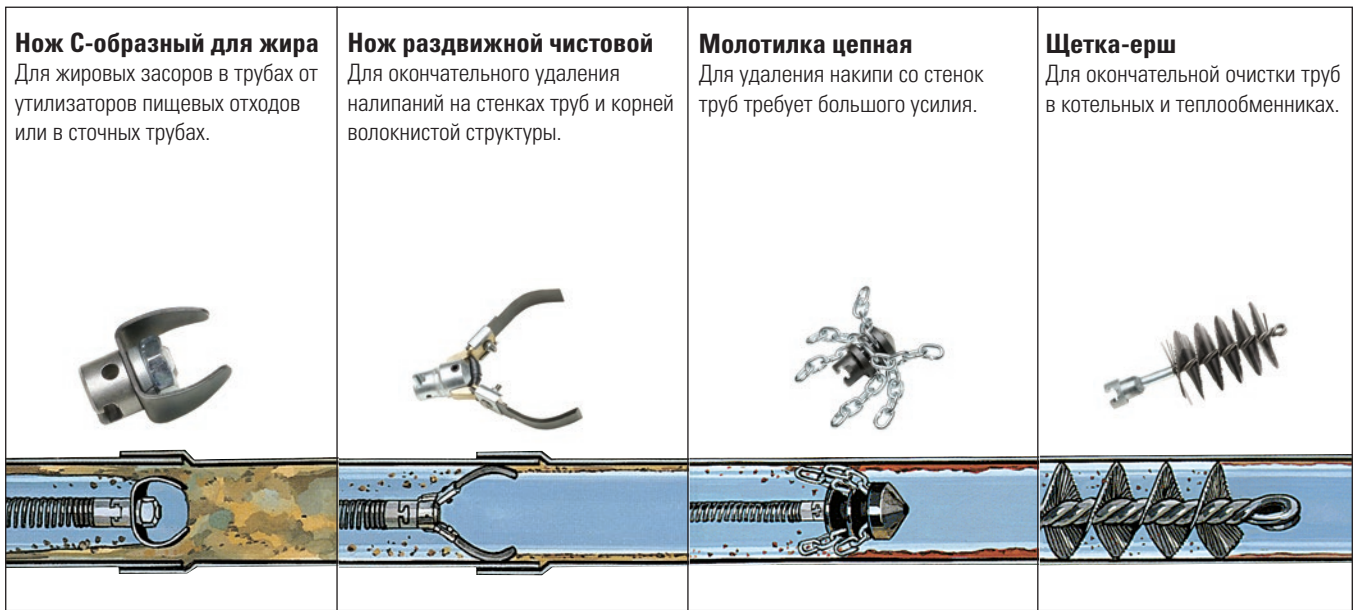 Нож С-образный для жира
Для жировых засоров в трубах от
утилизаторов пищевых отходов
или в сточных трубах.
Нож раздвижной чистовой
Для окончательного удаления
налипаний на стенках труб и корней
волокнистой структуры.
Молотилка цепная
Для удаления накипи со стенок
труб требует большого усилия.
Щетка-ерш
Для окончательной очистки труб
в котельных и теплообменниках.